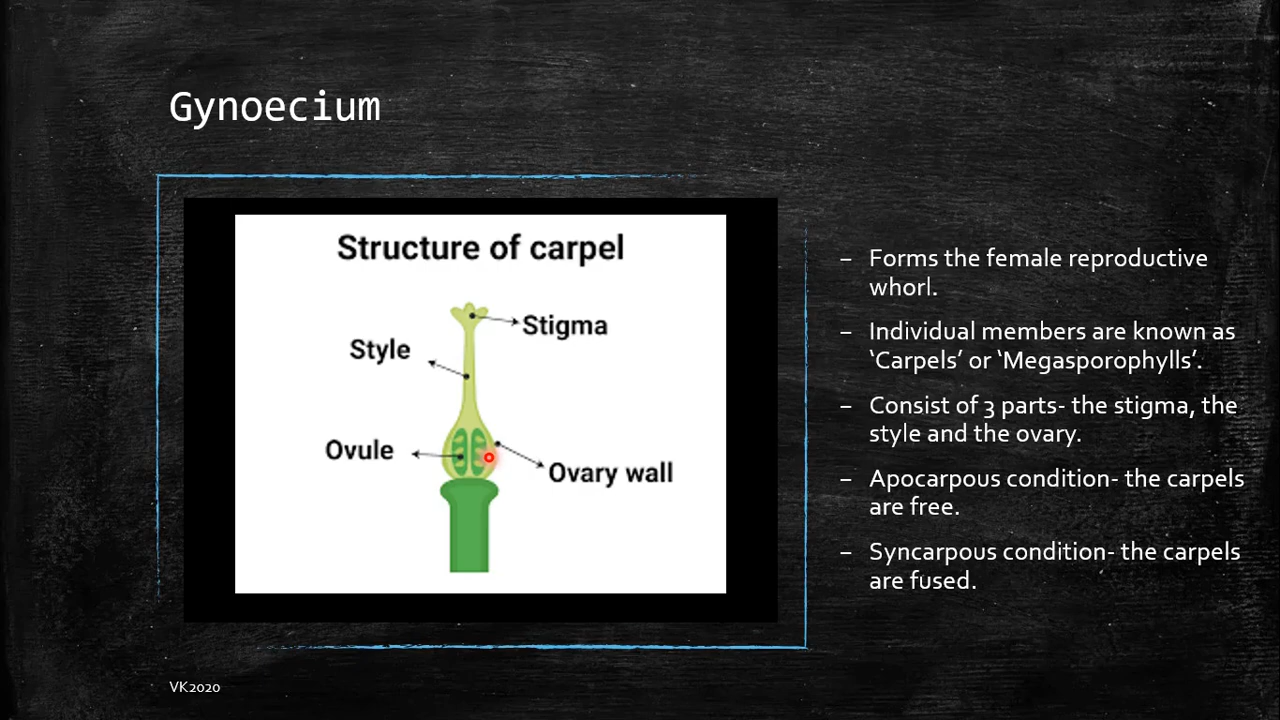 Gynoecium
Structure of carpel
Stigma
Style
Ovule
Ovary wall
– Forms the female reproductive
whorl.
– Individual members are known as
‘Carpels’ or ‘Megasporophylls’.
– Consist of 3 parts- the stigma, the
style and the ovary.
– Apocarpous condition- the carpels
are free.
– Syncarpous condition- the carpels
are fused.
VK2020